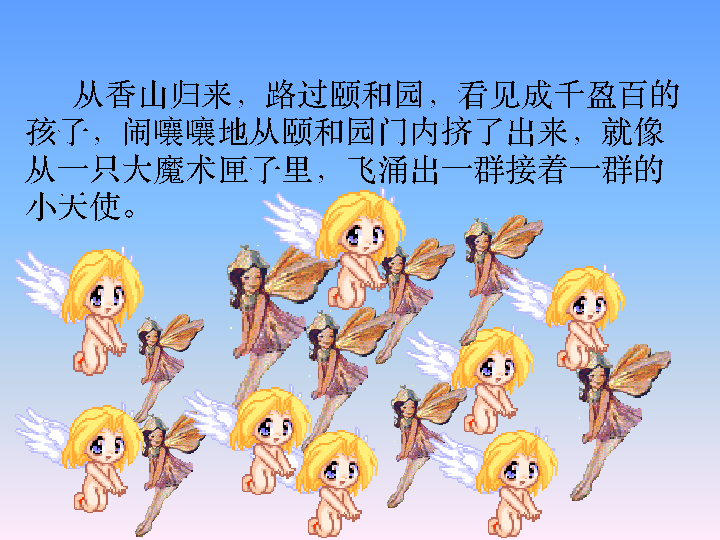 从香山归来，路过颐和园，看见成千盈百的
孩子，闹嚷嚷地从颐和园门内挤了出来，就像
从一只大魔术匣子里，飞涌出一群接着一群的
小天使。